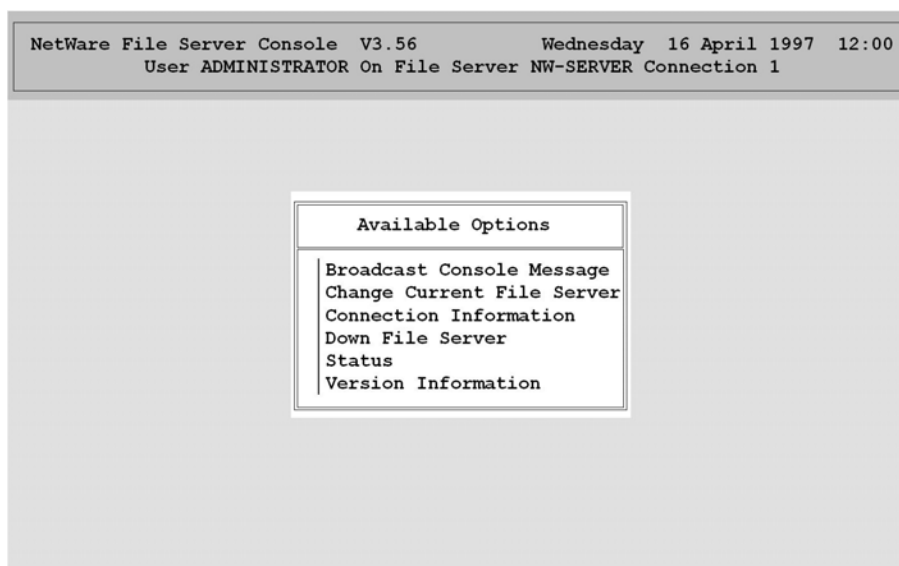 NetWare File Server Console V3.56 Wednesday 16 April 1997 12:00
User ADMINISTRATOR On File Server NW-SERVER Connection 1
Available Options
Broadcast Console Message
Change Current File Server
Connection Information
Down File Server
Status
Version Information